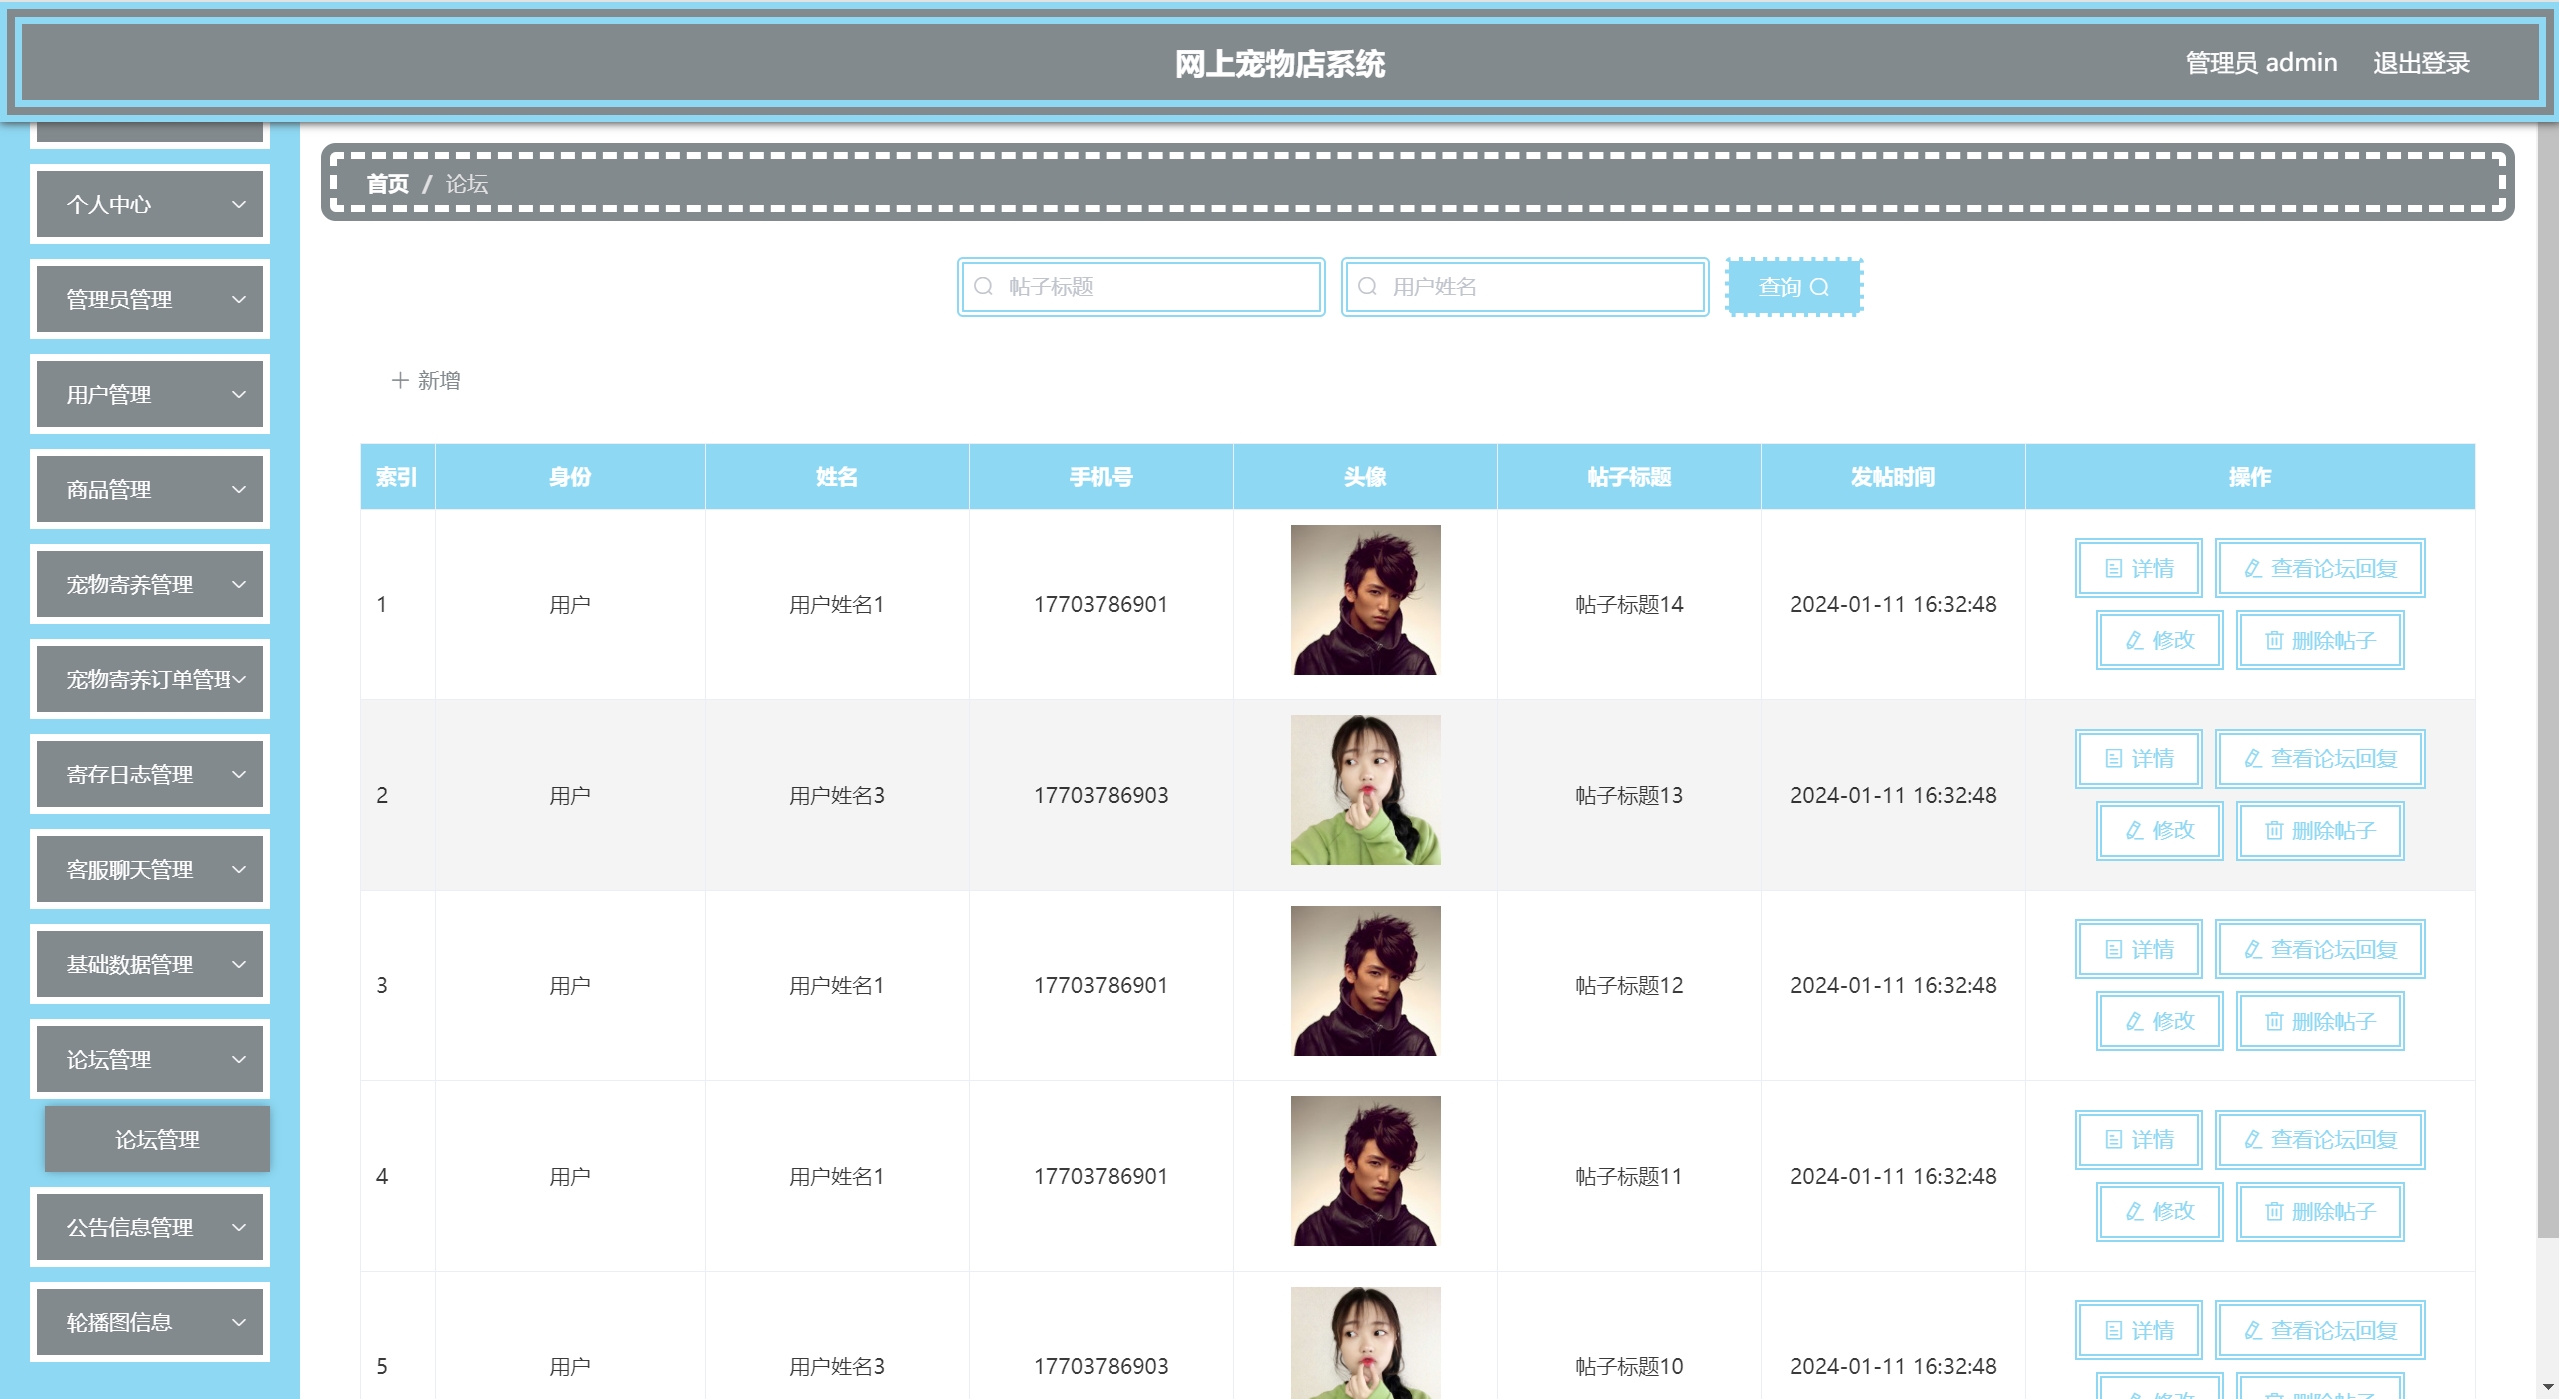 网上宠物店系统
管理员 admin 退出登录
个人中心
管理员管理
用户管理
商品管理
宠物寄养管理
宠物寄养订单管理
寄存日志管理
客服聊天管理
基础数据管理
论坛管理
论坛管理
公告信息管理
轮播图信息
首页 / 论坛
帖子标题 用户姓名 查询
新增
索引 身份 姓名 手机号 头像 帖子标题 发帖时间 操作
1 用户 用户姓名1 17703786901 帖子标题14 2024-01-11 16:32:48 详情 查看论坛回复
修改 删除帖子
2 用户 用户姓名3 17703786903 帖子标题13 2024-01-11 16:32:48 详情 查看论坛回复
修改 删除帖子
3 用户 用户姓名1 17703786901 帖子标题12 2024-01-11 16:32:48 详情 查看论坛回复
修改 删除帖子
4 用户 用户姓名1 17703786901 帖子标题11 2024-01-11 16:32:48 详情 查看论坛回复
修改 删除帖子
5 用户 用户姓名3 17703786903 帖子标题10 2024-01-11 16:32:48 详情 查看论坛回复